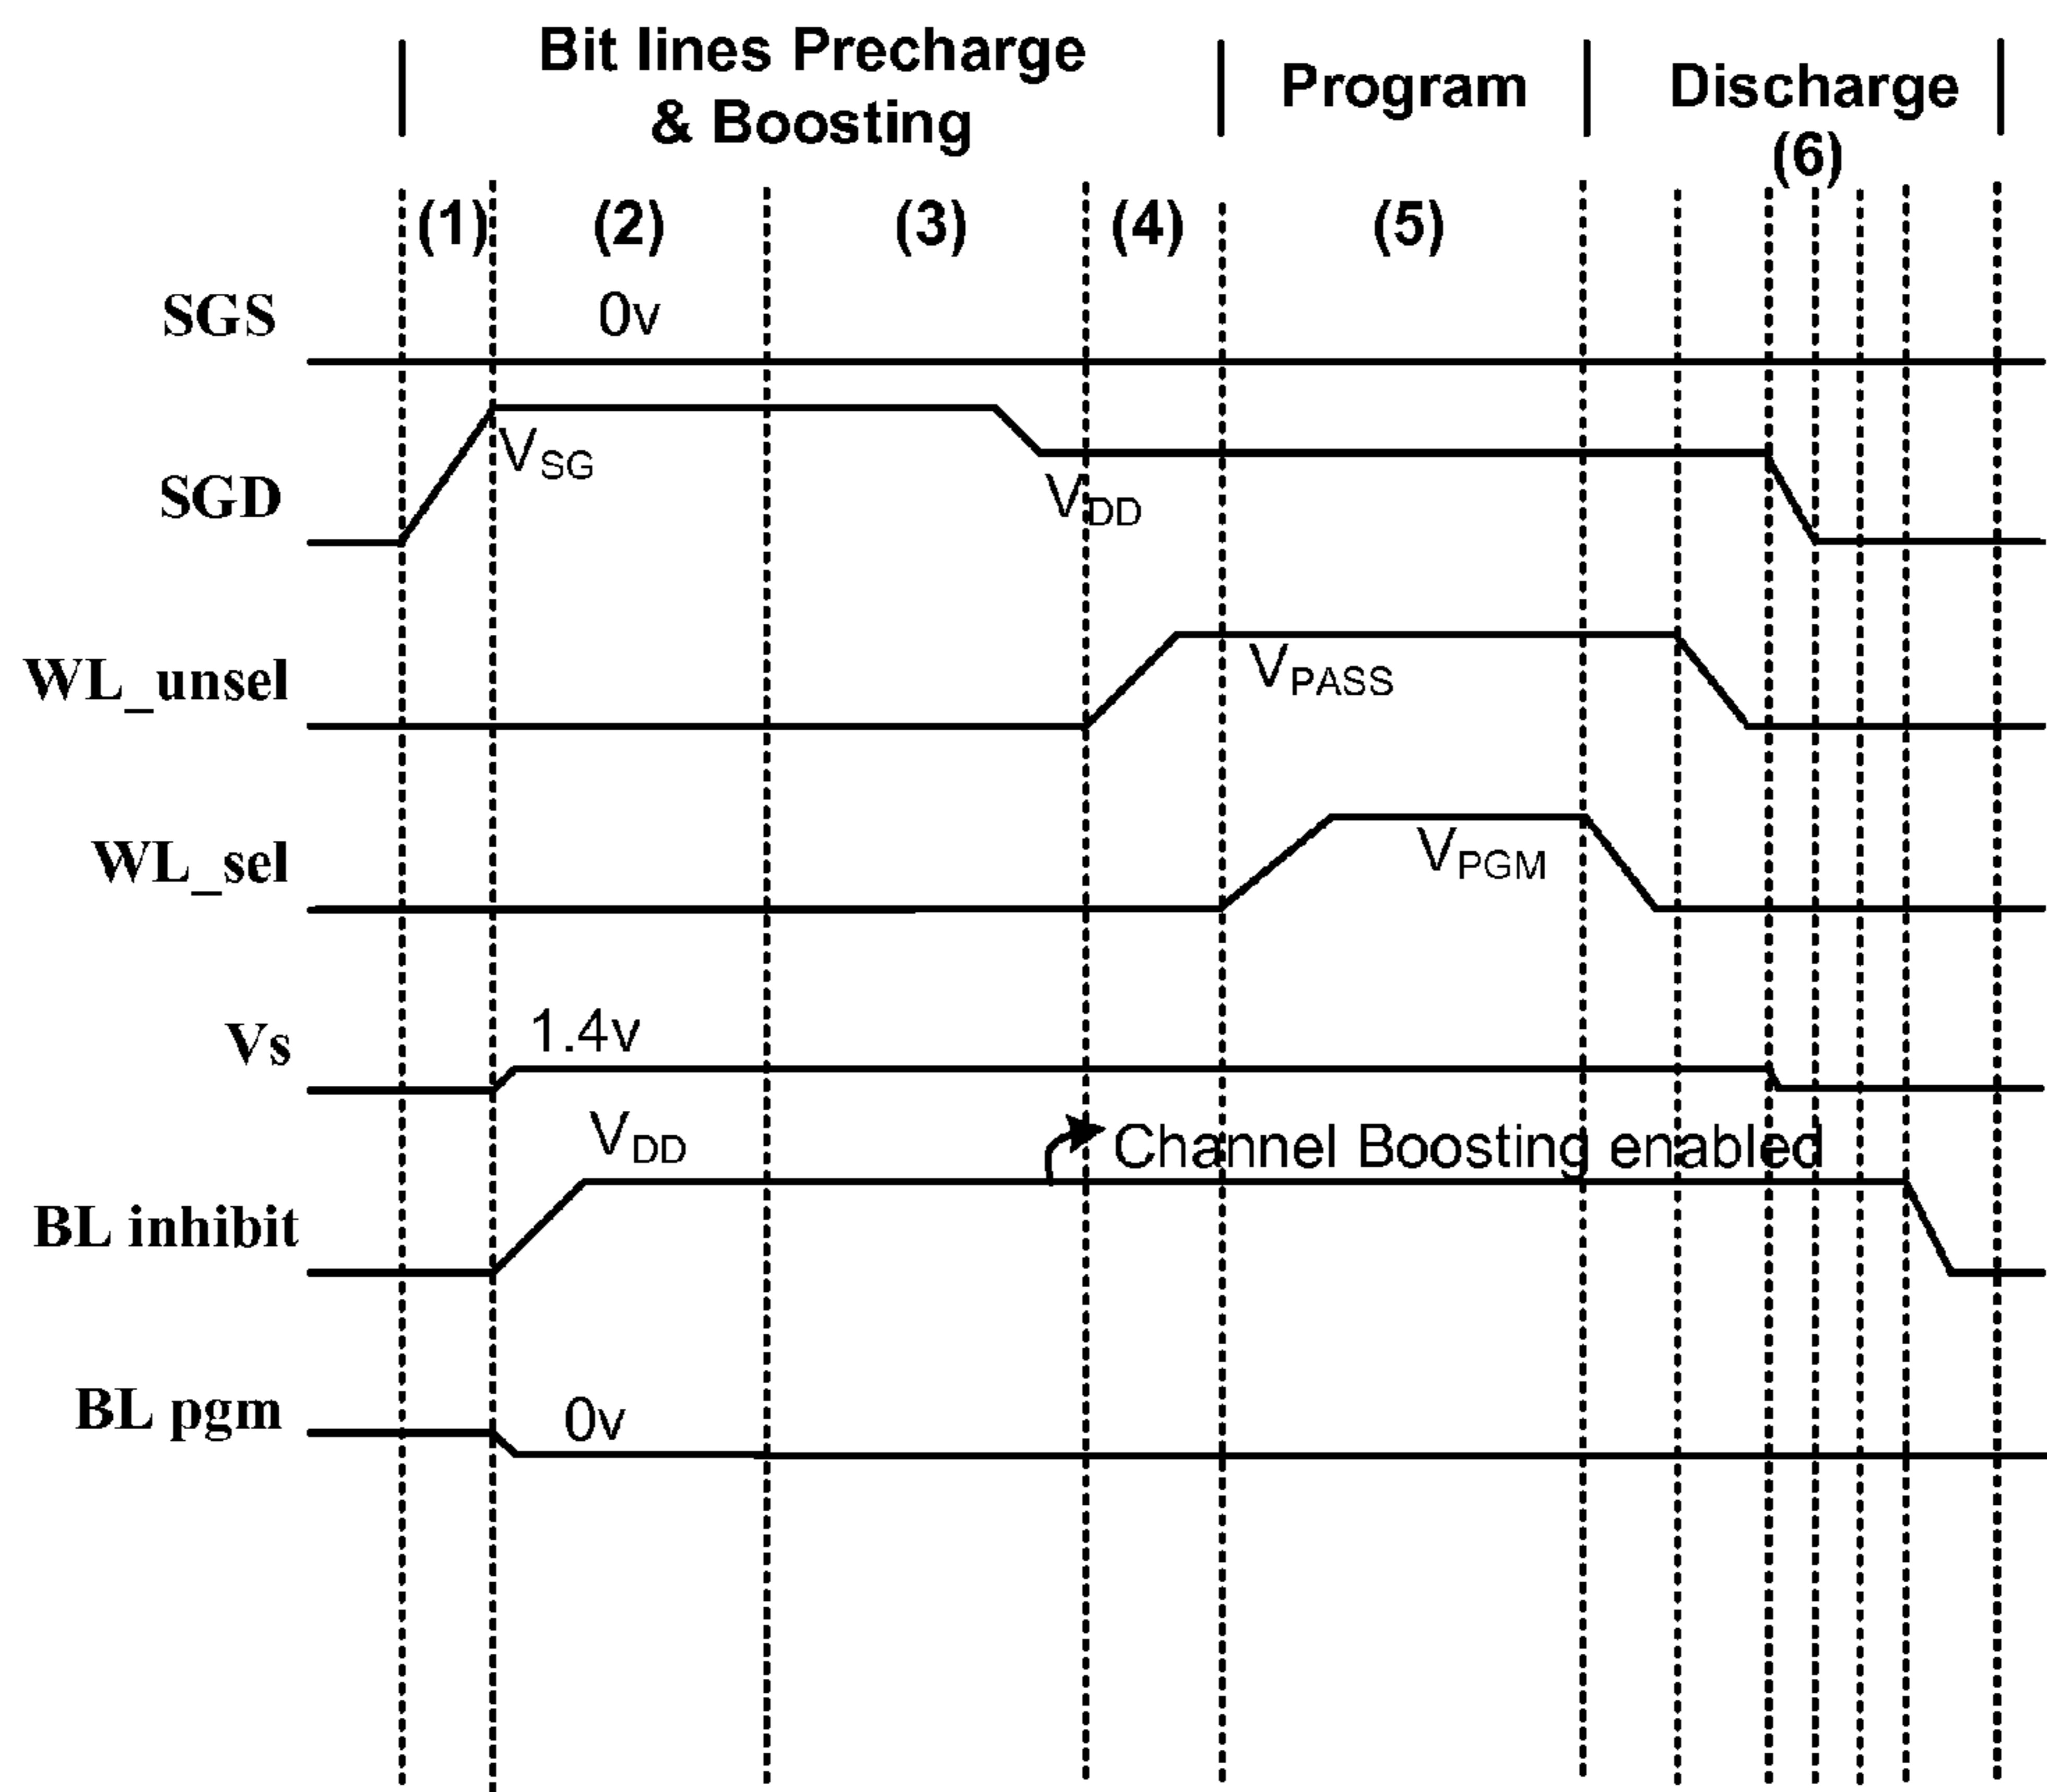 Bit lines Precharge
& Boosting
Program
Discharge
(6)
(1)
(2)
(3)
(4)
(5)
SGS
0v
SGD
VSG
VDD
WL_unsel
VPASS
WL_sel
VPGM
Vs
1.4v
BL inhibit
VDD
Channel Boosting enabled
BL pgm
0v